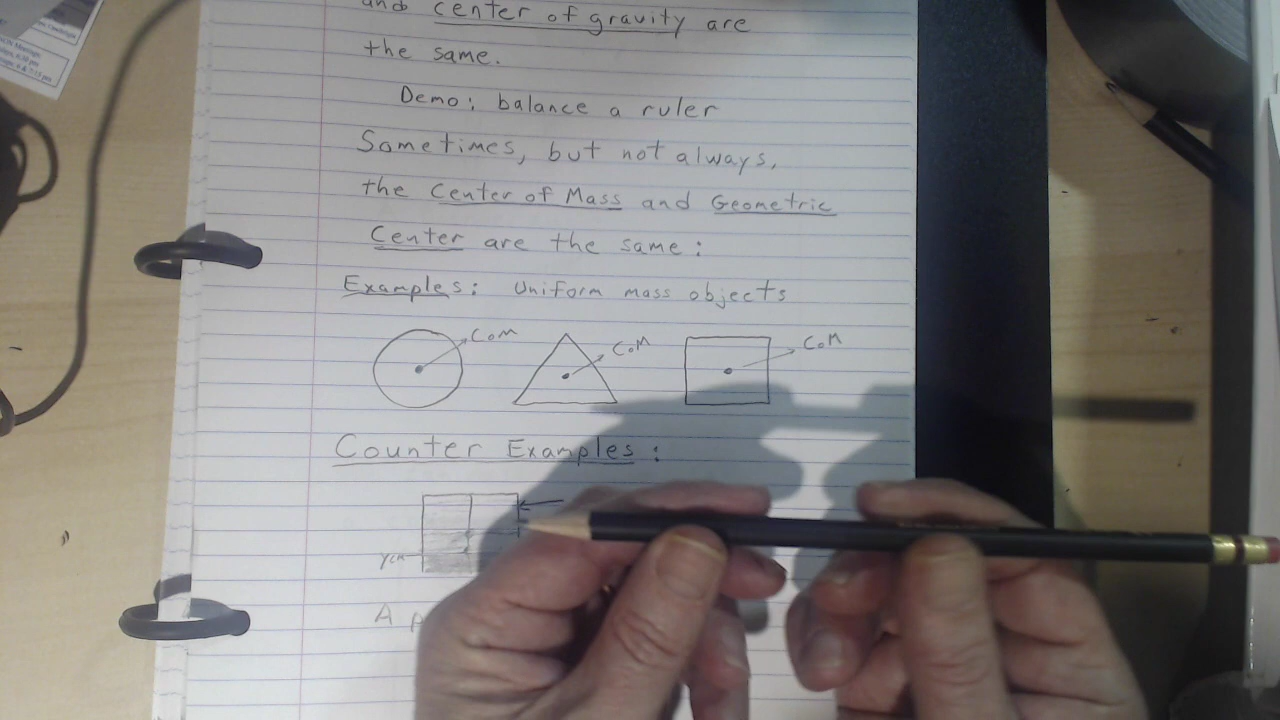 and center of gravity are
the same.
Demo: balance a ruler
Sometimes, but not always,
the Center of Mass and Geometric
Center are the same:
Examples: Uniform mass objects
CoM
CoM
CoM
Counter Examples:
ycm
A